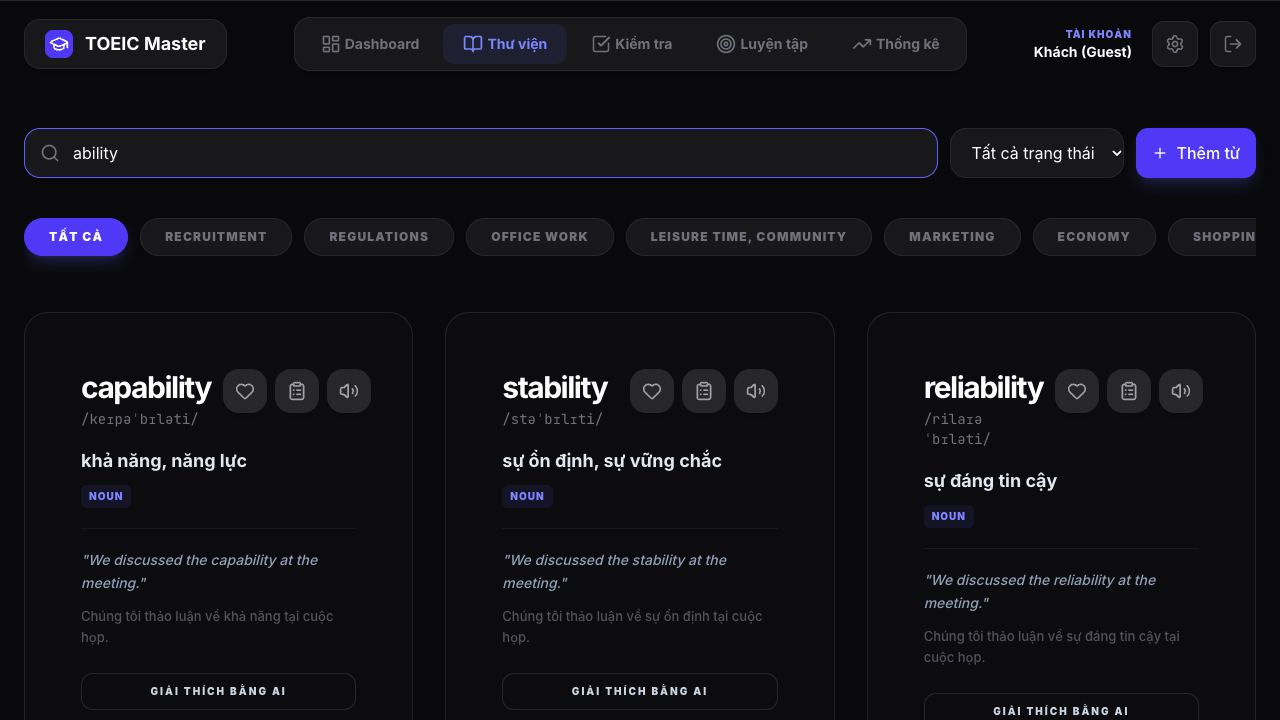 TOEIC Master
Dashboard
Thư viện
Kiểm tra
Luyện tập
Thống kê
TÀI KHOẢN
Khách (Guest)
ability
Tất cả trạng thái
Thêm từ
TẤT CẢ
RECRUITMENT
REGULATIONS
OFFICE WORK
LEISURE TIME, COMMUNITY
MARKETING
ECONOMY
SHOPPIN
capability
/keɪpəˈbɪləti/
khả năng, năng lực
NOUN
"We discussed the capability at the
meeting."
Chúng tôi thảo luận về khả năng tại cuộc
họp.
GIẢI THÍCH BẰNG AI
stability
/stəˈbɪlɪti/
sự ổn định, sự vững chắc
NOUN
"We discussed the stability at the
meeting."
Chúng tôi thảo luận về sự ổn định tại cuộc
họp.
GIẢI THÍCH BẰNG AI
reliability
/rilaɪə
ˈbɪləti/
sự đáng tin cậy
NOUN
"We discussed the reliability at the
meeting."
Chúng tôi thảo luận về sự đáng tin cậy tại
cuộc họp.
GIẢI THÍCH BẰNG AI